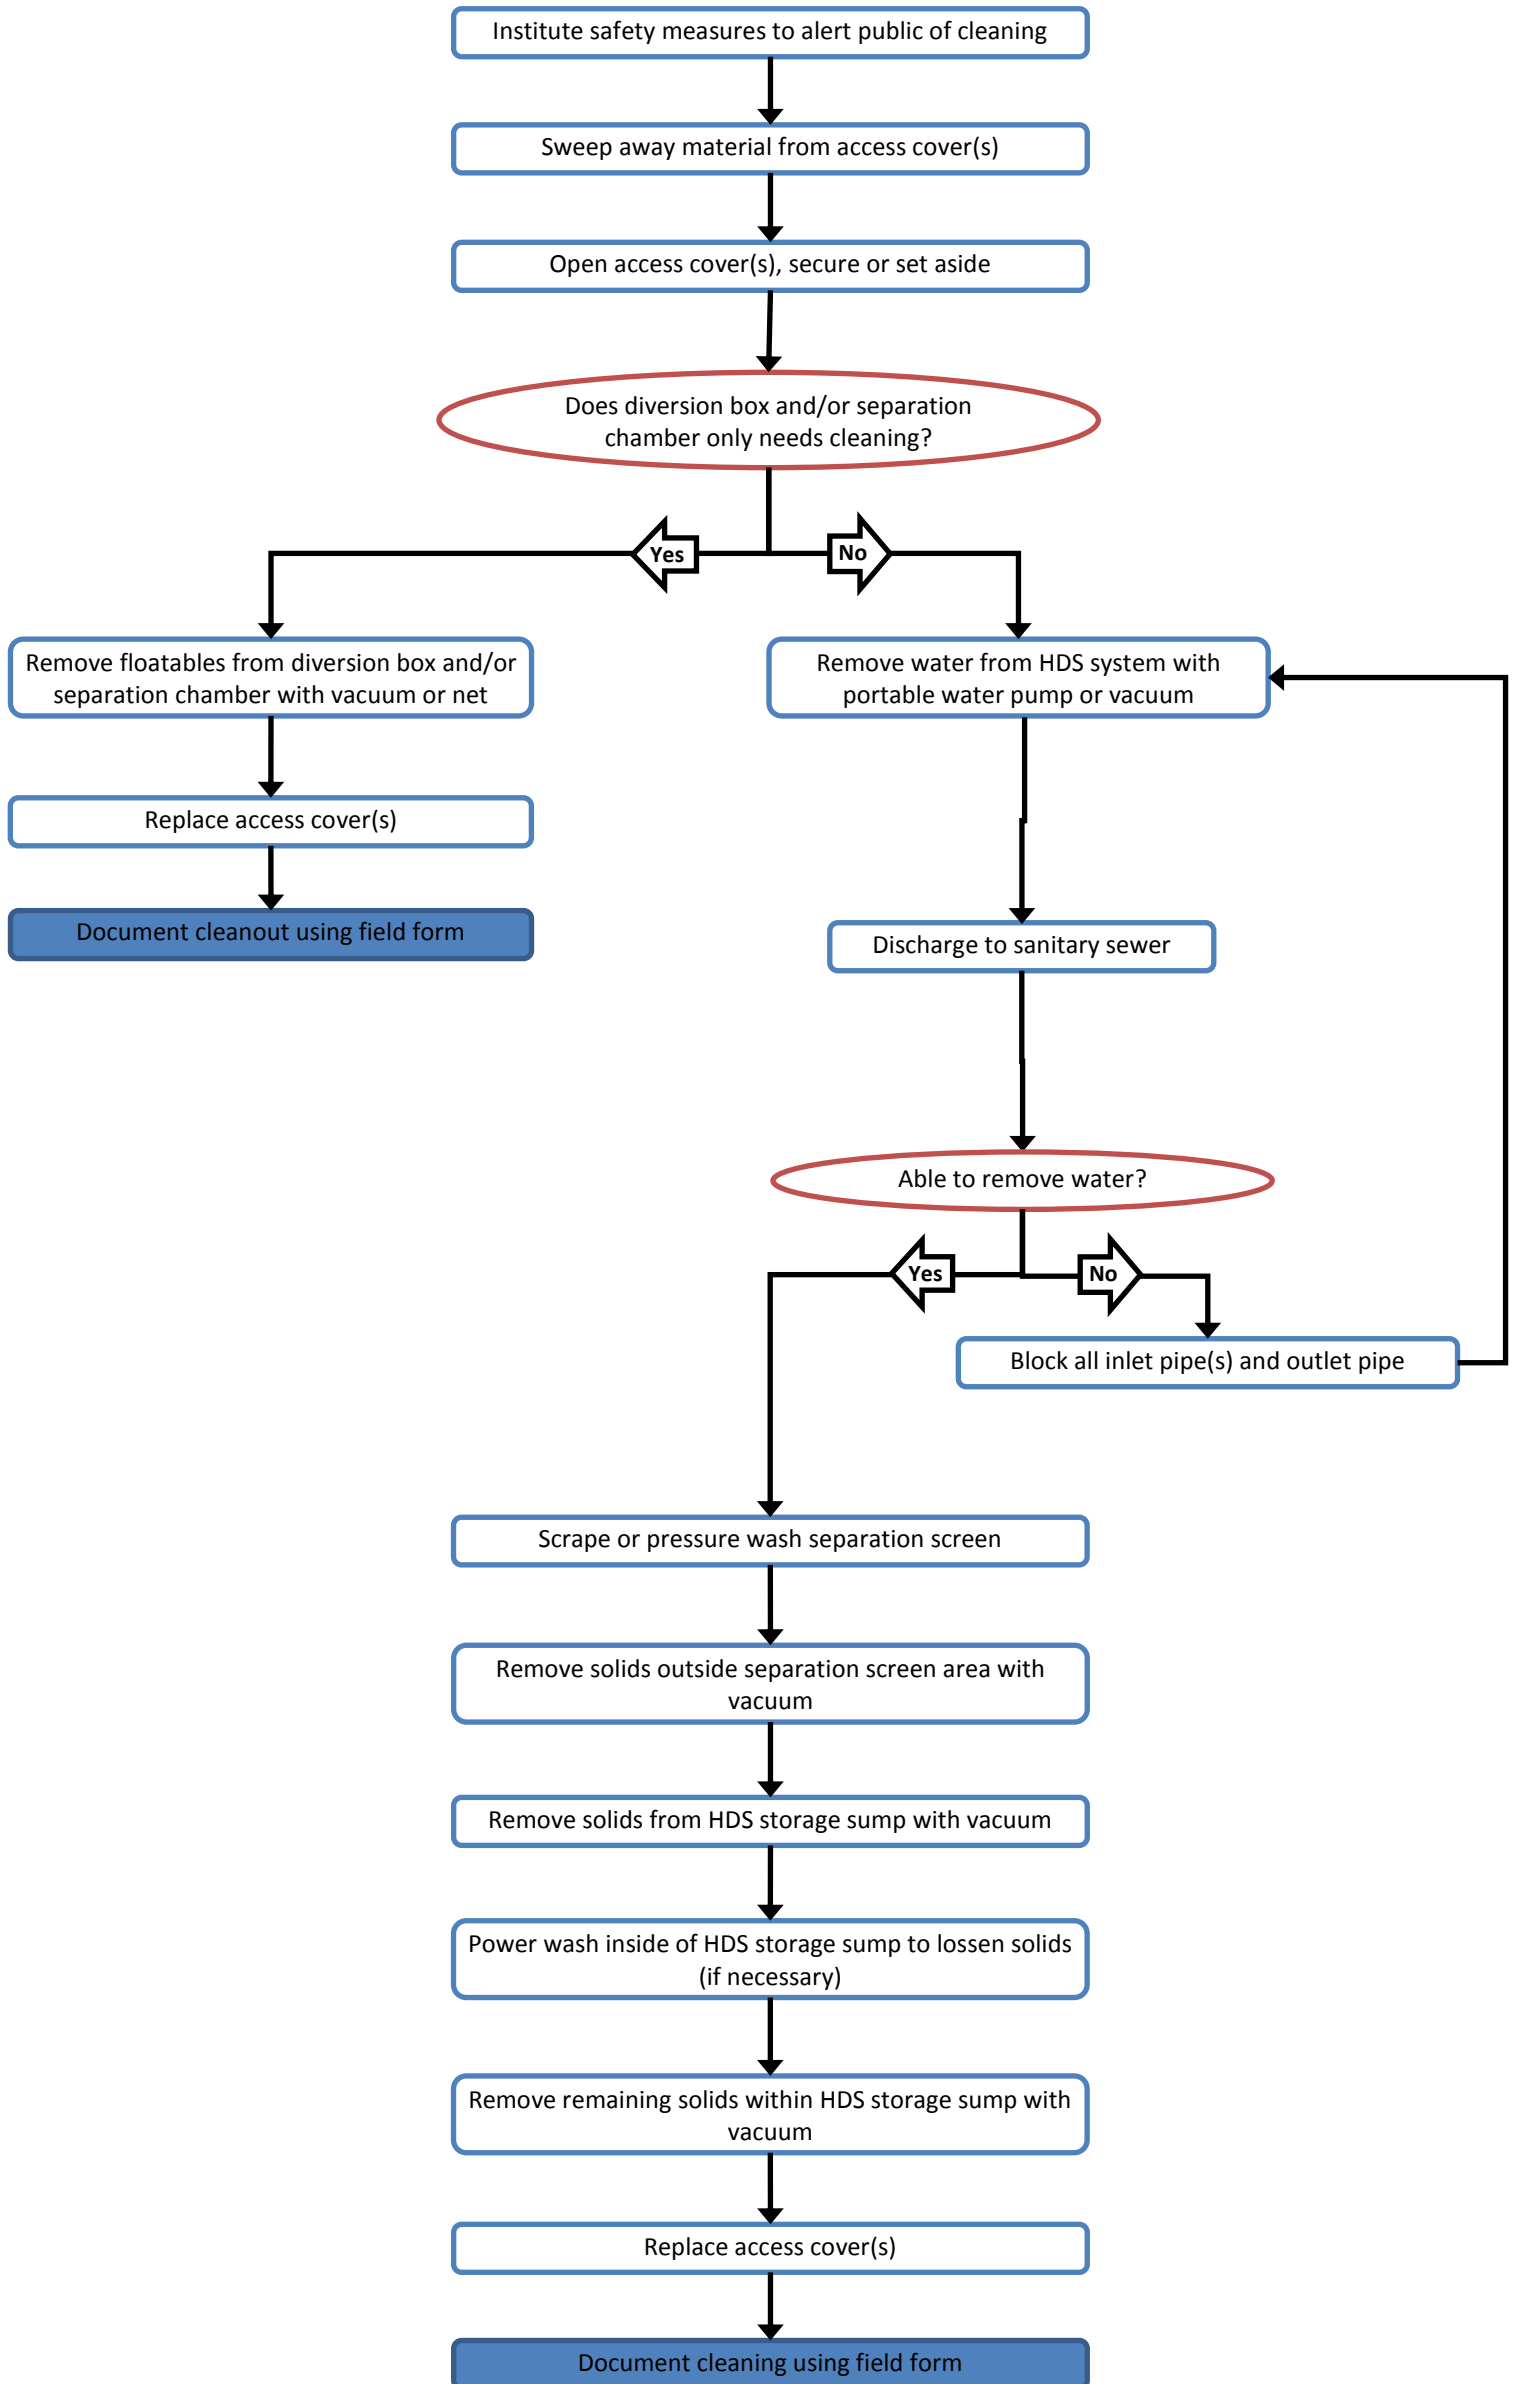 Institute safety measures to alert public of cleaning
Sweep away material from access cover(s)
Open access cover(s), secure or set aside
Does diversion box and/or separation
chamber only needs cleaning?
Yes
No
Remove floatables from diversion box and/or
separation chamber with vacuum or net
Replace access cover(s)
Document cleanout using field form
Remove water from HDS system with
portable water pump or vacuum
Discharge to sanitary sewer
Able to remove water?
Yes
No
Block all inlet pipe(s) and outlet pipe
Scrape or pressure wash separation screen
Remove solids outside separation screen area with
vacuum
Remove solids from HDS storage sump with vacuum
Power wash inside of HDS storage sump to lossen solids
(if necessary)
Remove remaining solids within HDS storage sump with
vacuum
Replace access cover(s)
Document cleaning using field form